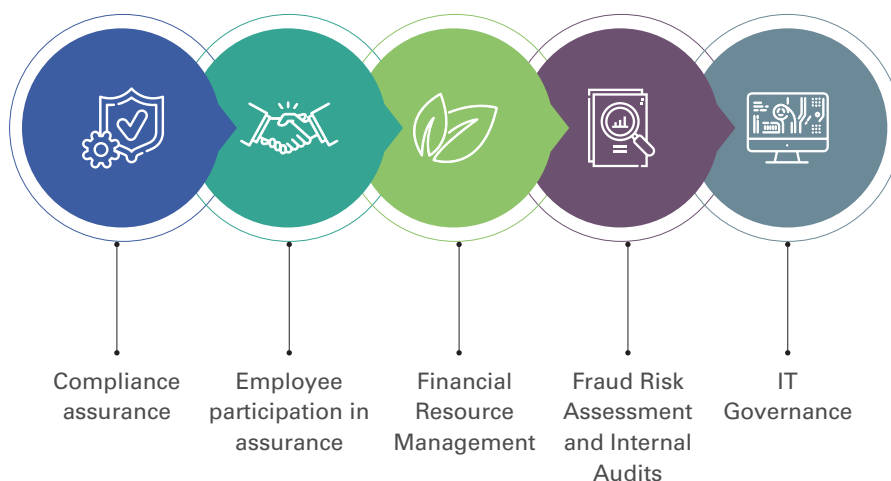 Compliance
assurance
Employee
participation in
assurance
Financial
Resource
Management
Fraud Risk
Assessment
and Internal
Audits
IT
Governance